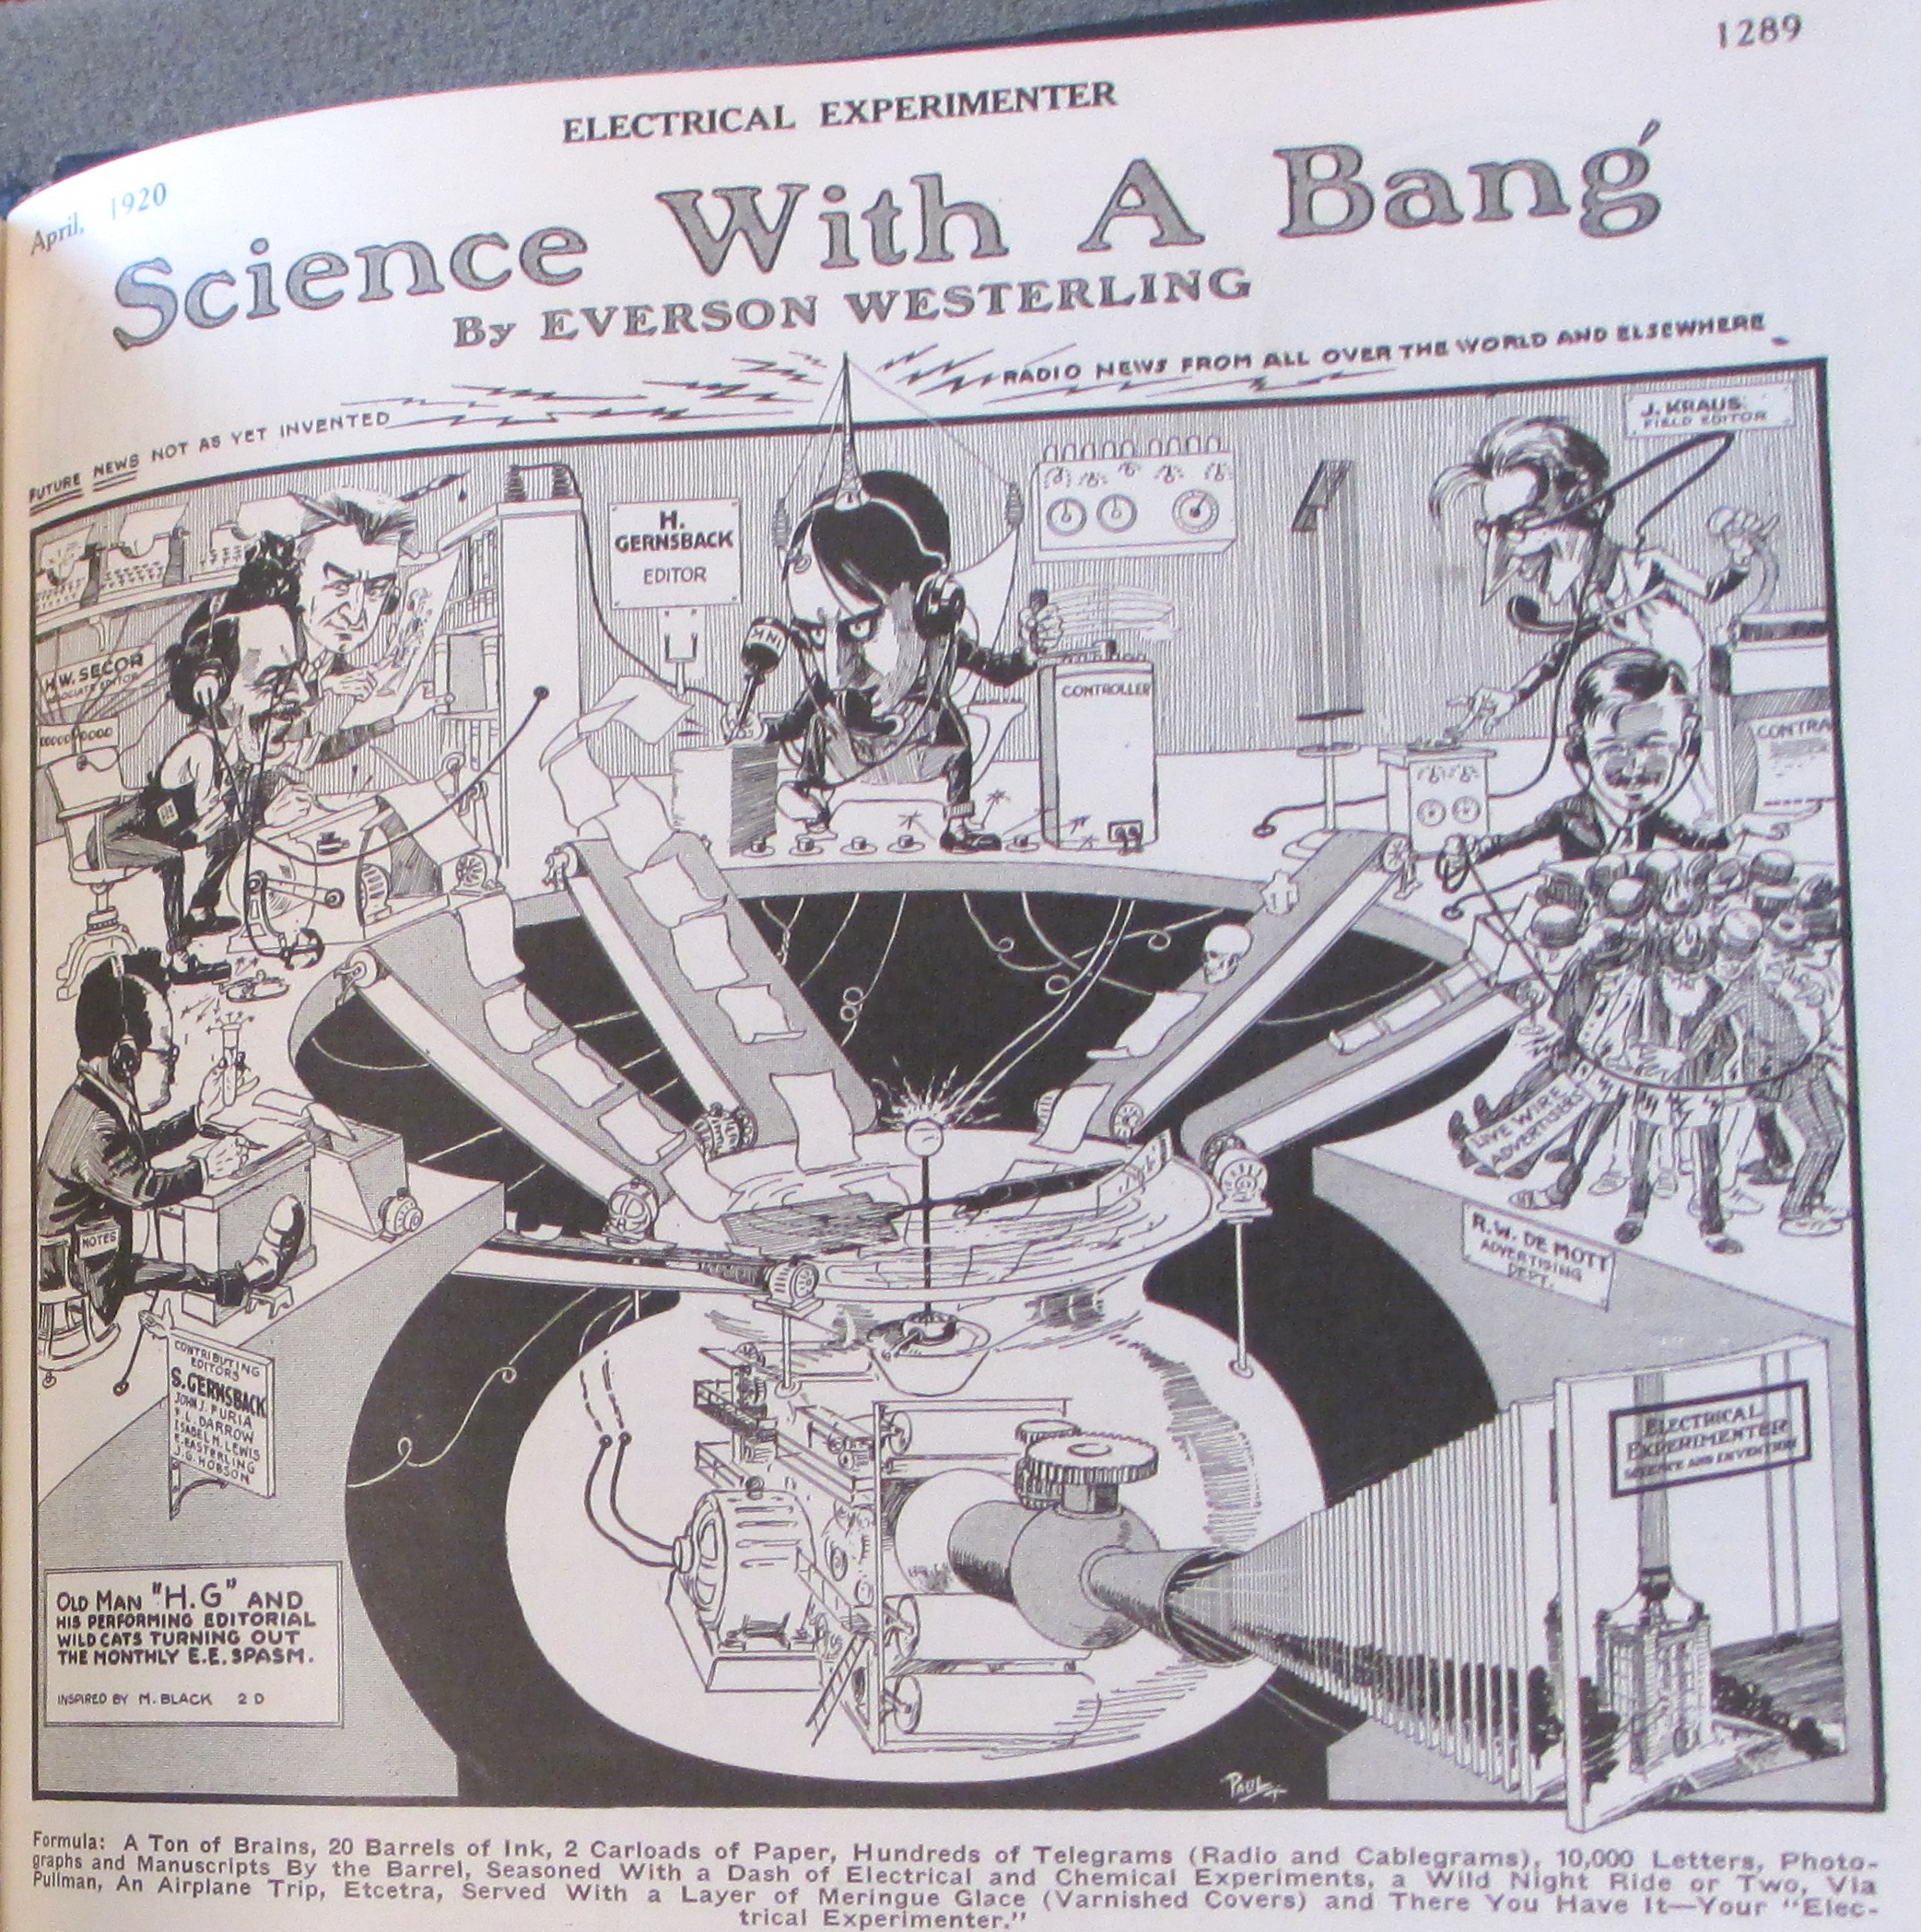 1289
ELECTRICAL EXPERIMENTER
April, 1920
Science With A Bang
By EVERSON WESTERLING
FUTURE NEWS NOT AS YET INVENTED
RADIO NEWS FROM ALL OVER THE WORLD AND ELSEWHERE
J. KRAUS
FIELD EDITOR
H.
GERNSBACK
EDITOR
H.W. SECOR
ASSOCIATE EDITOR
INK
CONTROLLER
CONTRA
LIVE WIRE
ADVERTISERS
NOTES
R.W. DE MOTT
ADVERTISING
DEPT.
CONTRIBUTING
EDITORS
S. GERNSBACK
JOHN J. FURIA
F.L. DARROW
ISABEL M. LEWIS
E. EASTERLING
J.G. HOBSON
ELECTRICAL
EXPERIMENTER
SCIENCE AND INVENTION
OLD MAN "H.G" AND
HIS PERFORMING EDITORIAL
WILD CATS TURNING OUT
THE MONTHLY E.E. SPASM.
INSPIRED BY M. BLACK 2 D
PAUL
Formula: A Ton of Brains, 20 Barrels of Ink, 2 Carloads of Paper, Hundreds of Telegrams (Radio and Cablegrams), 10,000 Letters, Photo-
graphs and Manuscripts By the Barrel, Seasoned With a Dash of Electrical and Chemical Experiments, a Wild Night Ride or Two, Via
Pullman, An Airplane Trip, Etcetra, Served With a Layer of Meringue Glace (Varnished Covers) and There You Have It—Your "Elec-
trical Experimenter."